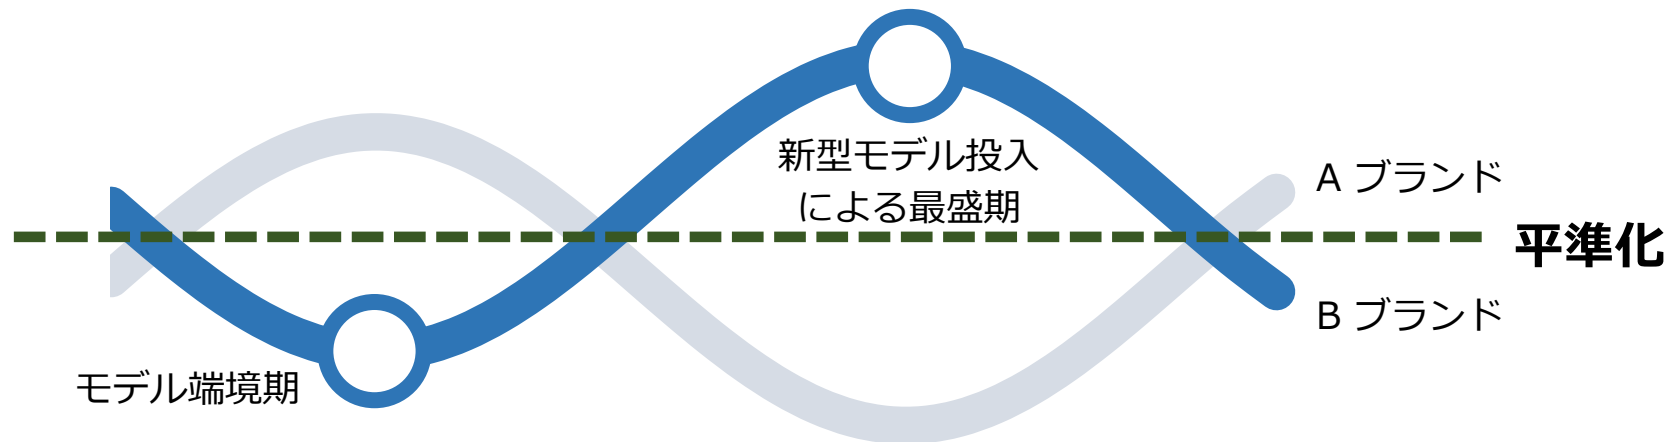 新型モデル投入
による最盛期
A ブランド
平準化
B ブランド
モデル端境期